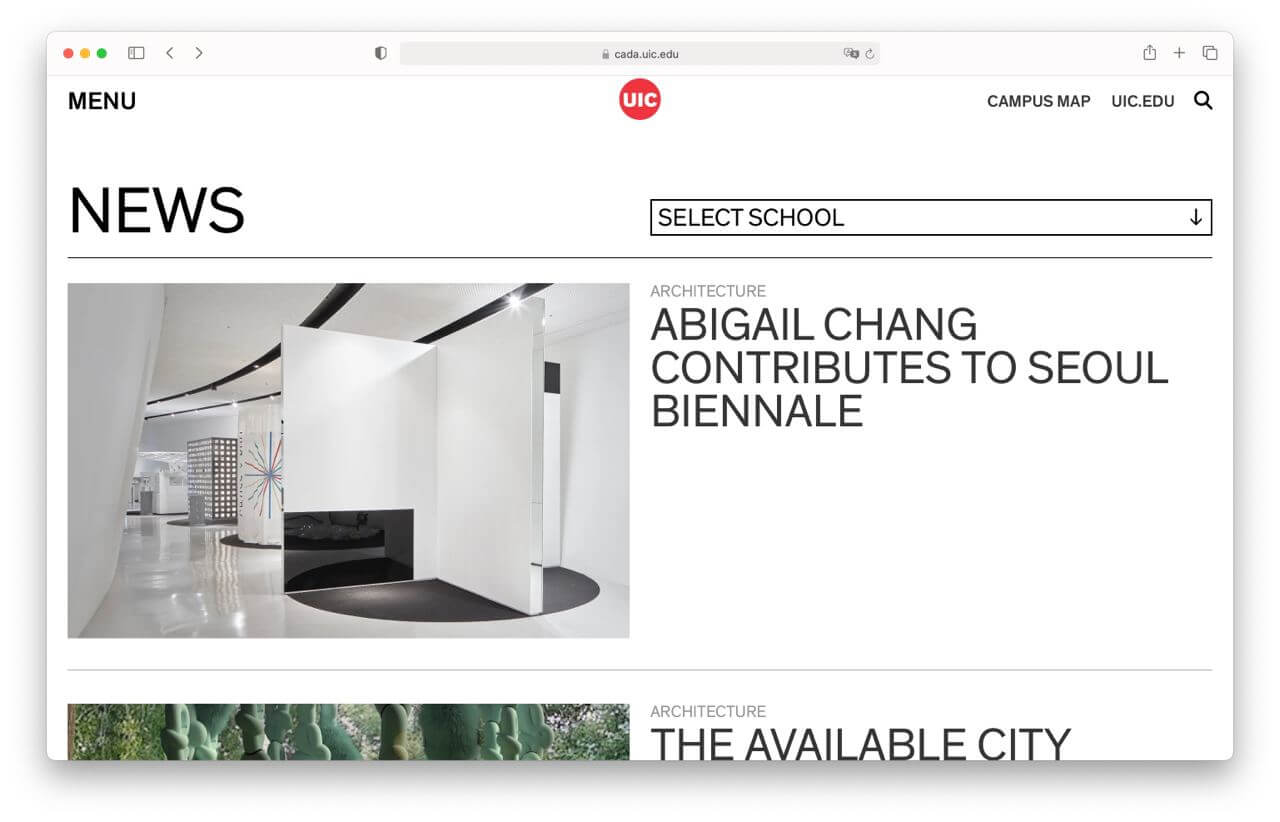 cada.uic.edu
MENU
UIC
CAMPUS MAP
UIC.EDU
NEWS
SELECT SCHOOL
ARCHITECTURE
ABIGAIL CHANG
CONTRIBUTES TO SEOUL
BIENNALE
ARCHITECTURE
THE AVAILABLE CITY